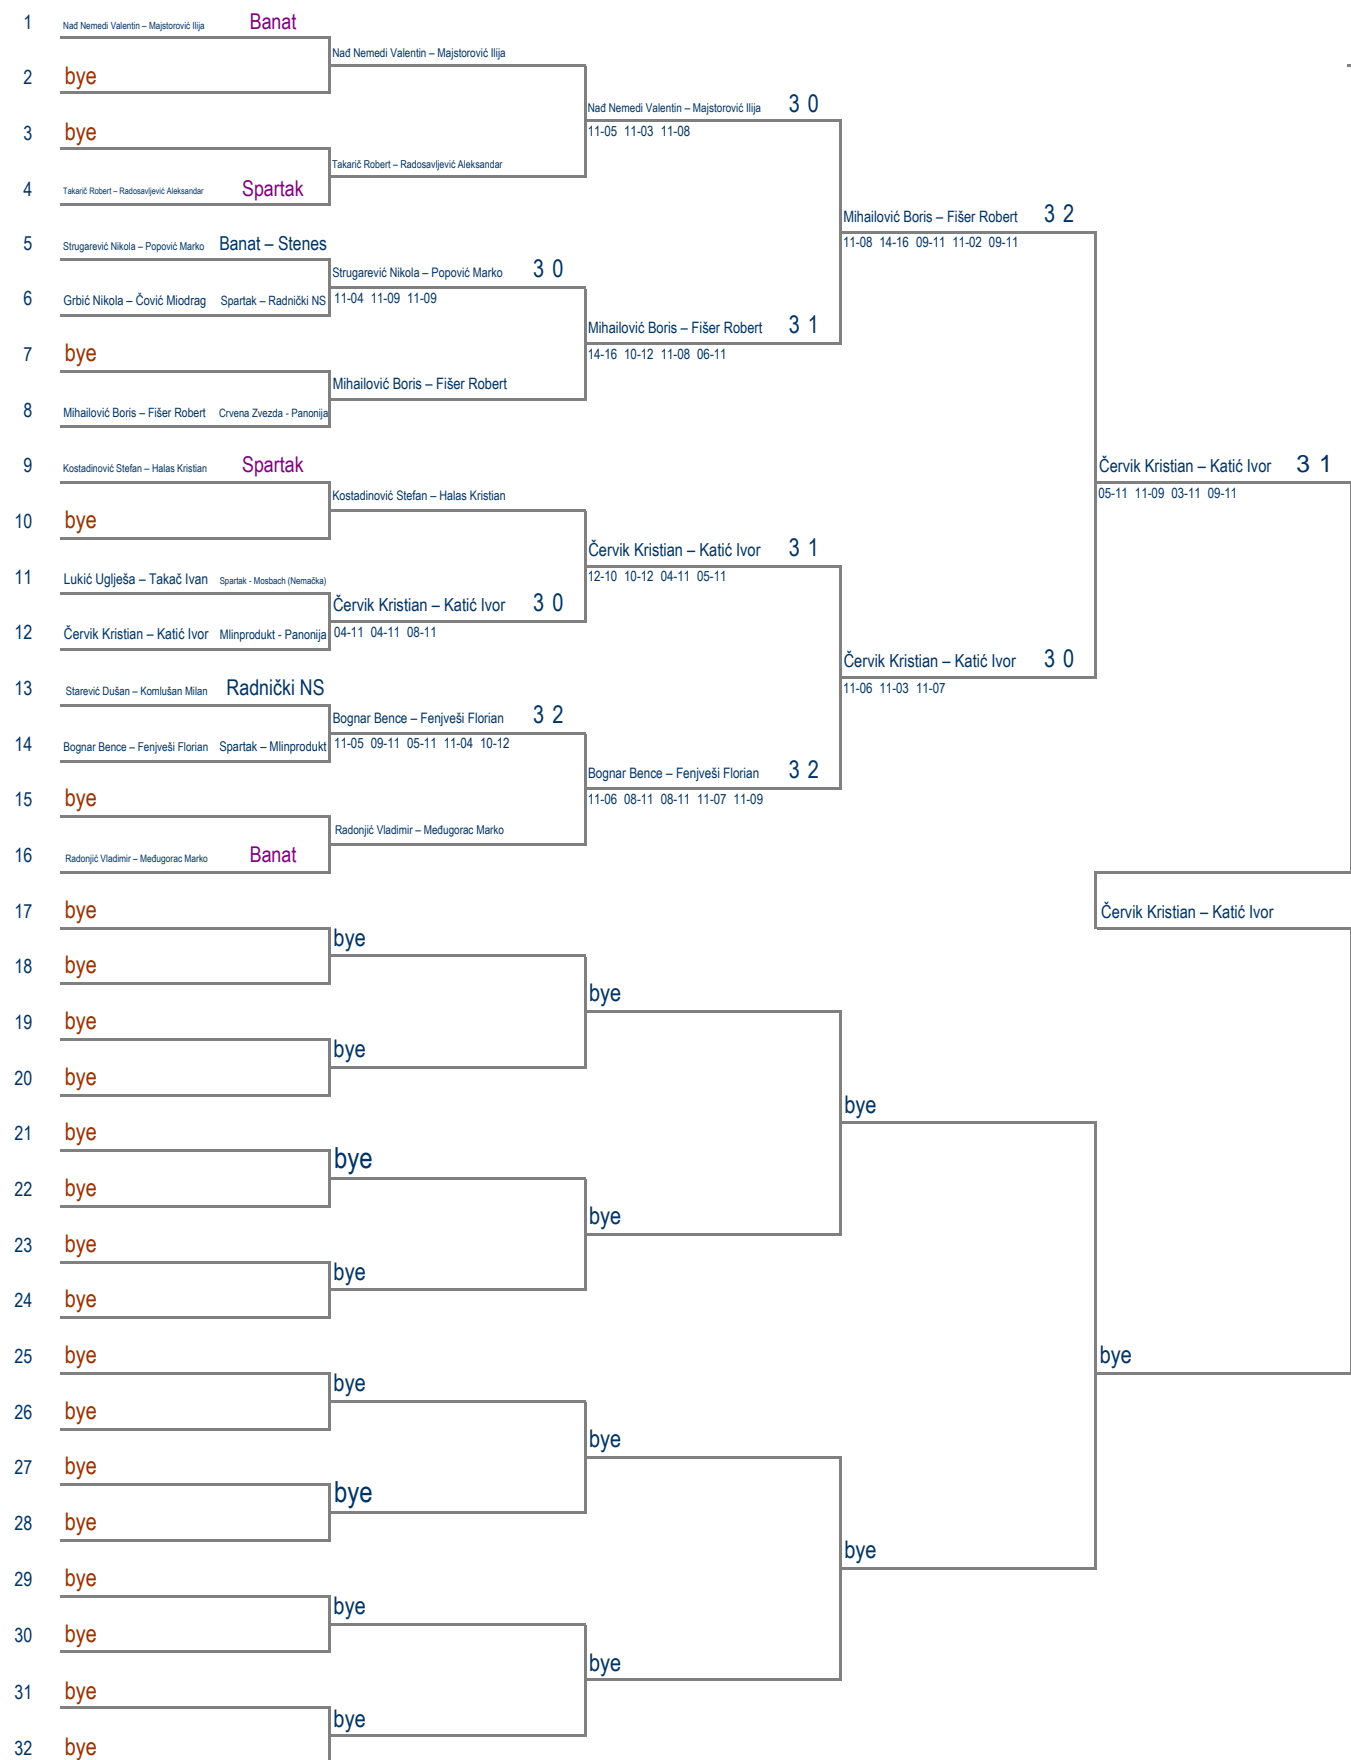 1 Nađ Nemedi Valentin – Majstorović Ilija Banat
Nađ Nemedi Valentin – Majstorović Ilija
2 bye
Nađ Nemedi Valentin – Majstorović Ilija 3 0
11-05 11-03 11-08
3 bye
Takarič Robert – Radosavljević Aleksandar
4 Takarič Robert – Radosavljević Aleksandar Spartak
Mihailović Boris – Fišer Robert 3 2
11-08 14-16 09-11 11-02 09-11
5 Strugarević Nikola – Popović Marko Banat – Stenes
Strugarević Nikola – Popović Marko 3 0
6 Grbić Nikola – Čović Miodrag Spartak – Radnički NS 11-04 11-09 11-09
Mihailović Boris – Fišer Robert 3 1
14-16 10-12 11-08 06-11
7 bye
Mihailović Boris – Fišer Robert
8 Mihailović Boris – Fišer Robert Crvena Zvezda - Panonija
9 Kostadinović Stefan – Halas Kristian Spartak
Červik Kristian – Katić Ivor 3 1
05-11 11-09 03-11 09-11
Kostadinović Stefan – Halas Kristian
10 bye
Červik Kristian – Katić Ivor 3 1
12-10 10-12 04-11 05-11
11 Lukić Uglješa – Takač Ivan Spartak - Mosbach (Nemačka)
Červik Kristian – Katić Ivor 3 0
12 Červik Kristian – Katić Ivor Mlinprodukt - Panonija 04-11 04-11 08-11
Červik Kristian – Katić Ivor 3 0
11-06 11-03 11-07
13 Starević Dušan – Komlušan Milan Radnički NS
Bognar Bence – Fenjveši Florian 3 2
14 Bognar Bence – Fenjveši Florian Spartak – Mlinprodukt 11-05 09-11 05-11 11-04 10-12
Bognar Bence – Fenjveši Florian 3 2
11-06 08-11 08-11 11-07 11-09
15 bye
Radonjić Vladimir – Međugorac Marko
16 Radonjić Vladimir – Međugorac Marko Banat
17 bye
Červik Kristian – Katić Ivor
bye
18 bye
bye
19 bye
bye
20 bye
bye
21 bye
bye
22 bye
bye
23 bye
bye
24 bye
25 bye
bye
bye
26 bye
bye
27 bye
bye
28 bye
bye
29 bye
bye
30 bye
bye
31 bye
bye
32 bye